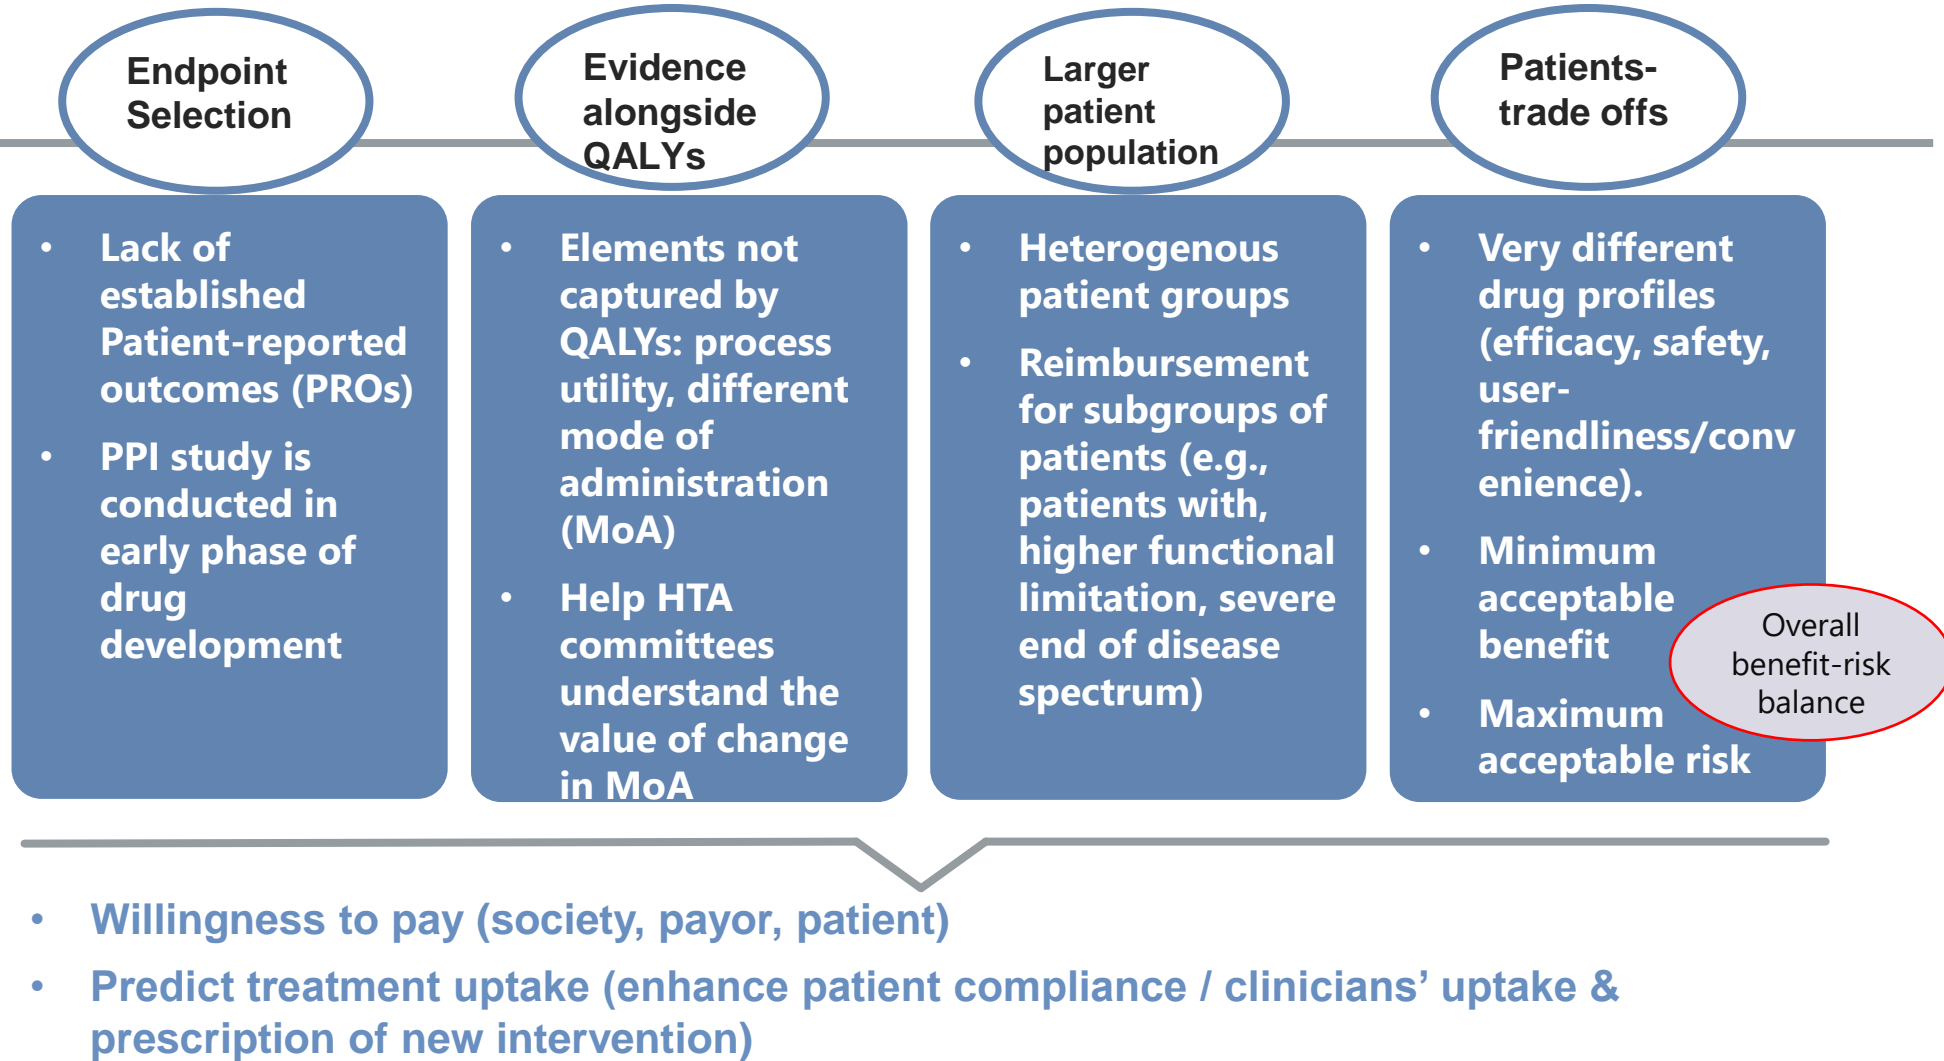 Endpoint
Selection
Evidence
alongside
QALYs
Larger
patient
population
Patients-
trade offs
• Lack of
established
Patient-reported
outcomes (PROs)
• PPI study is
conducted in
early phase of
drug
development
• Elements not
captured by
QALYs: process
utility, different
mode of
administration
(MoA)
• Help HTA
committees
understand the
value of change
in MoA
• Heterogenous
patient groups
• Reimbursement
for subgroups of
patients (e.g.,
patients with,
higher functional
limitation, severe
end of disease
spectrum)
• Very different
drug profiles
(efficacy, safety,
user-
friendliness/conv
enience).
• Minimum
acceptable
benefit
• Maximum
acceptable risk
Overall
benefit-risk
balance
• Willingness to pay (society, payor, patient)
• Predict treatment uptake (enhance patient compliance / clinicians’ uptake &
prescription of new intervention)